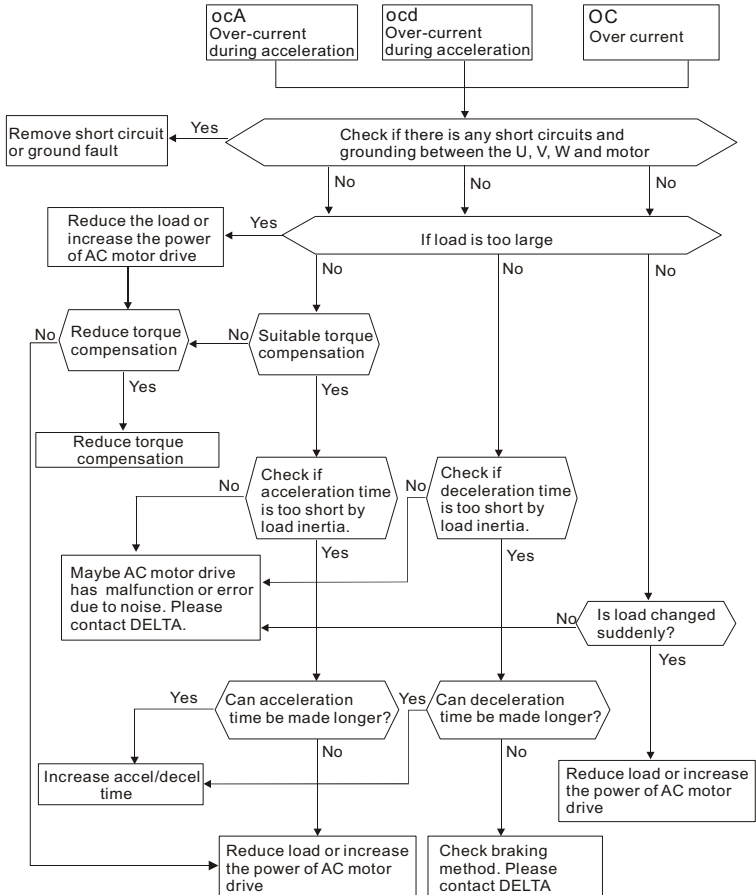 ocA
Over-current
during acceleration
ocd
Over-current
during acceleration
OC
Over current
Remove short circuit
or ground fault
Yes
Check if there is any short circuits and
grounding between the U, V, W and motor
No
No
No
Reduce the load or
increase the power
of AC motor drive
Yes
If load is too large
No
No
No
No
Reduce torque
compensation
No
Suitable torque
compensation
Yes
Yes
Reduce torque
compensation
No
Check if
acceleration time
is too short by
load inertia.
No
Check if
deceleration time
is too short by
load inertia.
Yes
Yes
Maybe AC motor drive
has malfunction or error
due to noise. Please
contact DELTA.
No
Is load changed
suddenly?
Yes
Yes
Can acceleration
time be made longer?
Yes
Can deceleration
time be made longer?
No
No
Increase accel/decel
time
Reduce load or increase
the power of AC motor
drive
Reduce load or increase
the power of AC motor
drive
Check braking
method. Please
contact DELTA